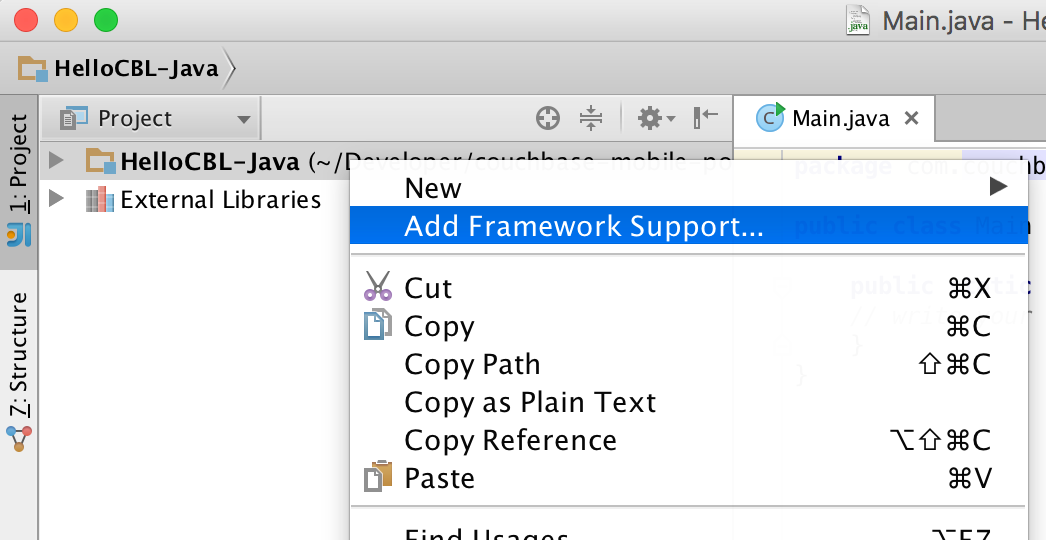 Main.java - He
HelloCBL-Java
1: Project
Project
Main.java
HelloCBL-Java (~/Developer/couchbase-mobile-po
package com.couchb
External Libraries
New
Add Framework Support...
public class Main
Cut ⌘X
public
Copy ⌘C
Copy Path ⇧⌘C
Copy as Plain Text
Copy Reference ⌥⇧⌘C
Paste ⌘V
Find Usages ⌥F7
7: Structure
}
}